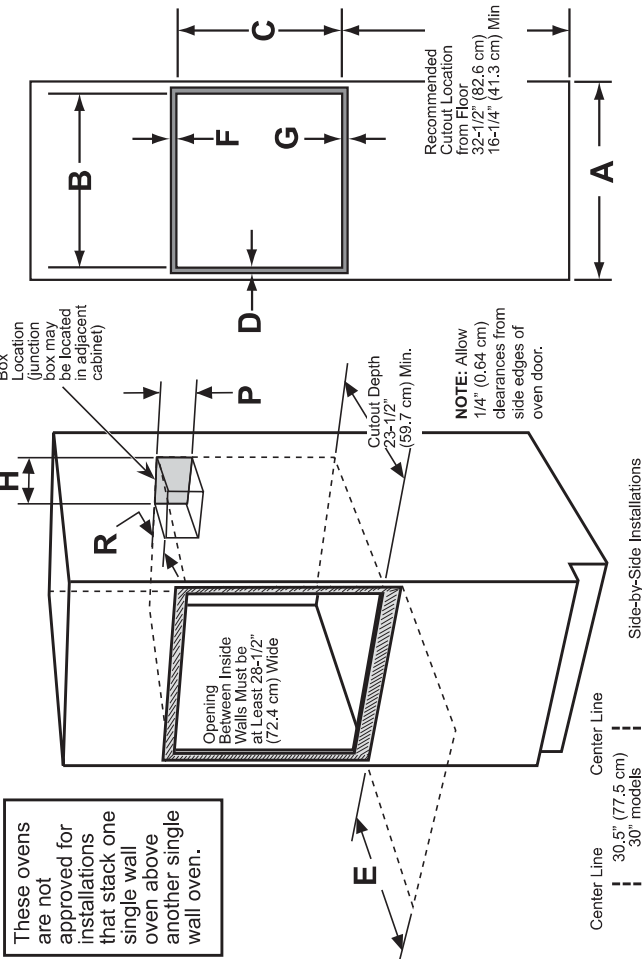 These ovens
are not
approved for
installations
that stack one
single wall
oven above
another single
wall oven.
H
Box
Location
(junction
box may
be located
in adjacent
cabinet)
R
P
Opening
Between Inside
Walls Must be
at Least 28-1/2"
(72.4 cm) Wide
E
Cutout Depth
23-1/2"
(59.7 cm) Min.
NOTE: Allow
1/4" (0.64 cm)
clearances from
side edges of
oven door.
B
C
F
G
D
Recommended
Cutout Location
from Floor
32-1/2" (82.6 cm)
16-1/4" (41.3 cm) Min
A
Center Line
Center Line
30.5" (77.5 cm)
30" models
Side-by-Side Installations